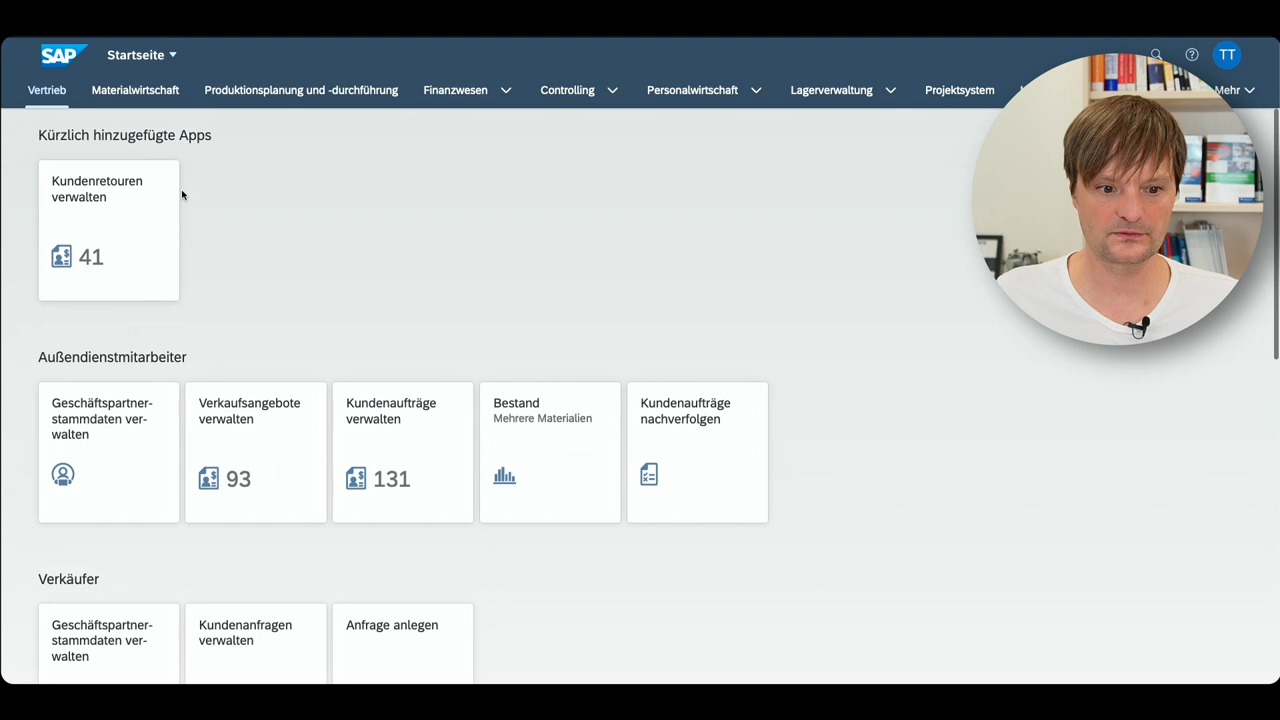 SAP
Startseite
TT
Vertrieb
Materialwirtschaft
Produktionsplanung und -durchführung
Finanzwesen
Controlling
Personalwirtschaft
Lagerverwaltung
Projektsystem
Mehr
Kürzlich hinzugefügte Apps
Kundenretouren
verwalten
41
Außendienstmitarbeiter
Geschäftspartner-
stammdaten ver-
walten
Verkaufsangebote
verwalten
93
Kundenaufträge
verwalten
131
Bestand
Mehrere Materialien
Kundenaufträge
nachverfolgen
Verkäufer
Geschäftspartner-
stammdaten ver-
walten
Kundenanfragen
verwalten
Anfrage anlegen